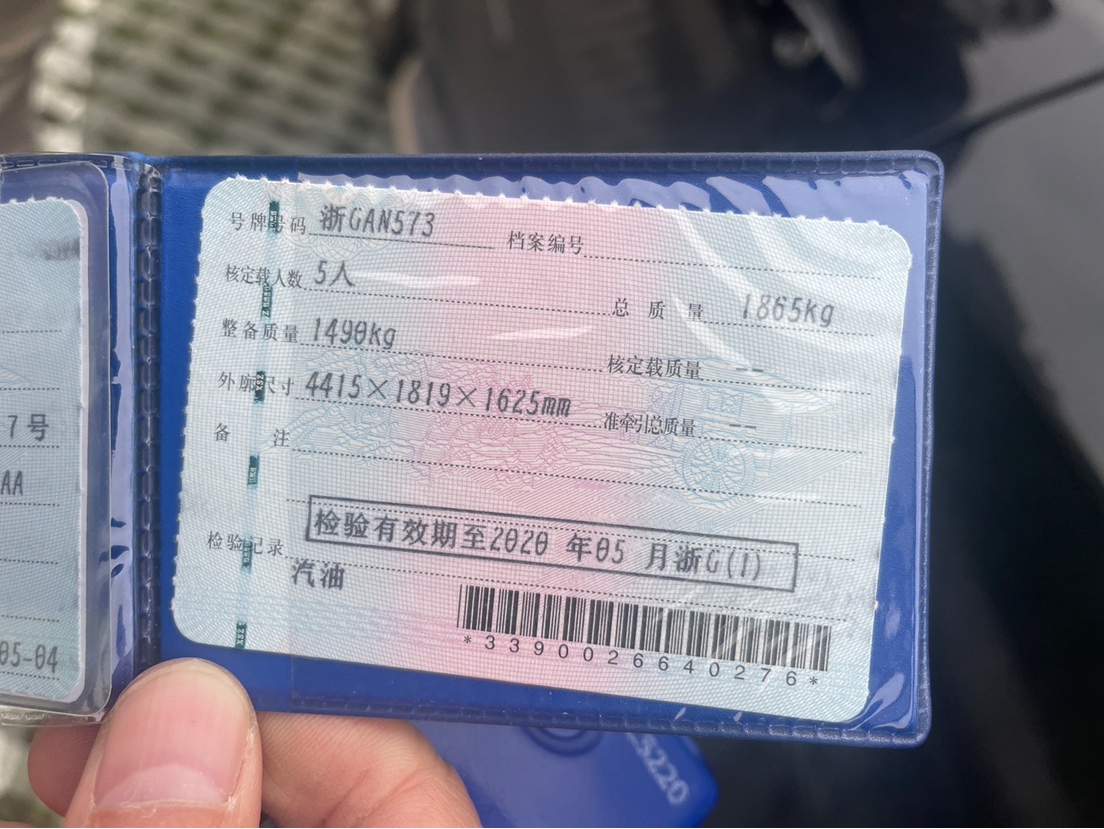 号牌号码 浙GAN573 档案编号
核定载人数 5人 总质量 1865kg
整备质量 1490kg 核定载质量 --
外廓尺寸 4415×1819×1625mm 准牵引总质量 --
备注
检验记录 检验有效期至2020 年05 月浙G(1)
汽油
*3390026640276*
7号
AA
05-04
CS220